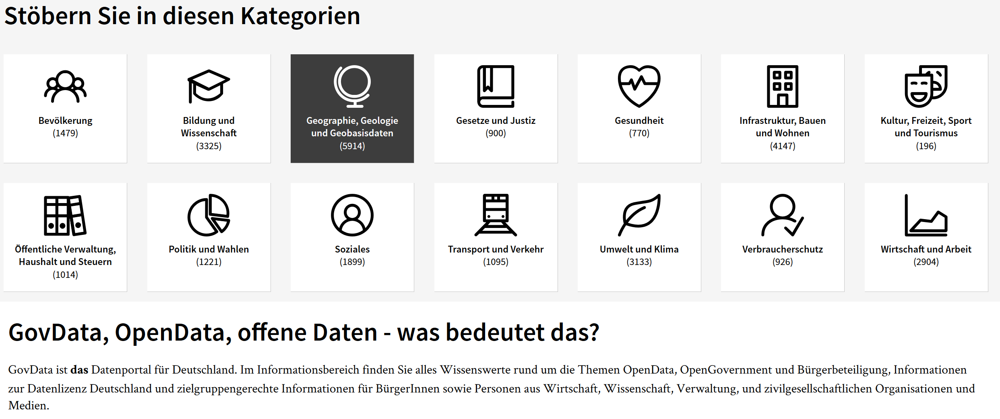 Stöbern Sie in diesen Kategorien
Bevölkerung
(1479)
Bildung und
Wissenschaft
(3325)
Geographie, Geologie
und Geobasisdaten
(5914)
Gesetze und Justiz
(900)
Gesundheit
(770)
Infrastruktur, Bauen
und Wohnen
(4147)
Kultur, Freizeit, Sport
und Tourismus
(196)
Öffentliche Verwaltung,
Haushalt und Steuern
(1014)
Politik und Wahlen
(1221)
Soziales
(1899)
Transport und Verkehr
(1095)
Umwelt und Klima
(3133)
Verbraucherschutz
(926)
Wirtschaft und Arbeit
(2904)
GovData, OpenData, offene Daten - was bedeutet das?
GovData ist das Datenportal für Deutschland. Im Informationsbereich finden Sie alles Wissenswerte rund um die Themen OpenData, OpenGovernment und Bürgerbeteiligung, Informationen
zur Datenlizenz Deutschland und zielgruppengerechte Informationen für BürgerInnen sowie Personen aus Wirtschaft, Wissenschaft, Verwaltung, und zivilgesellschaftlichen Organisationen und
Medien.